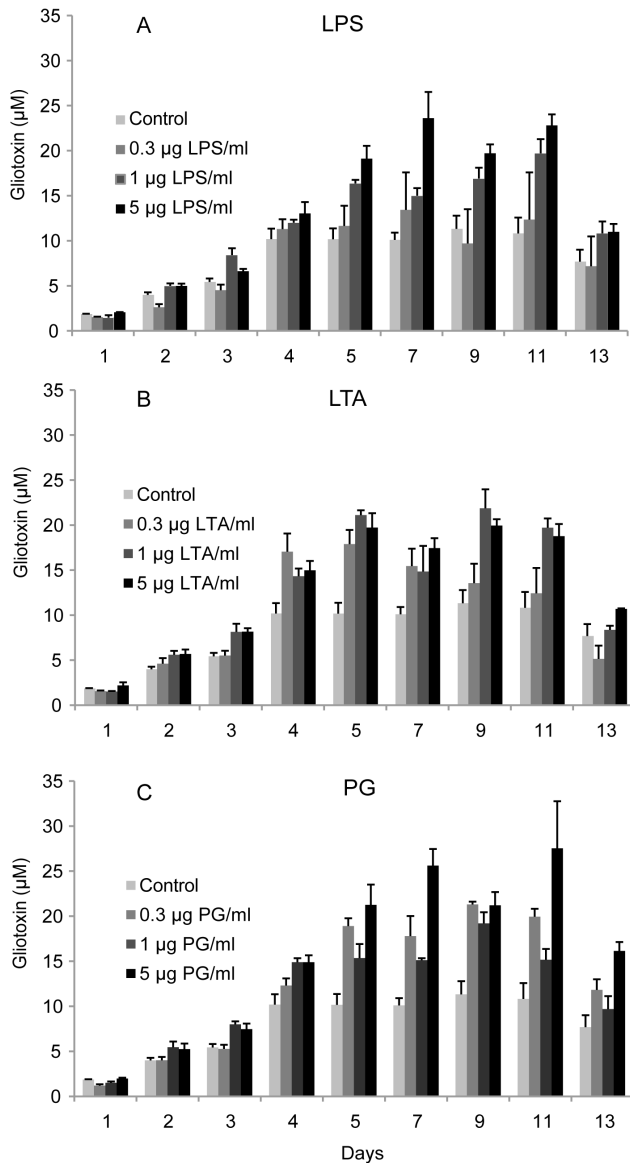 A LPS
35
30
25
20
15
10
5
0
Gliotoxin (µM)
Control
0.3 µg LPS/ml
1 µg LPS/ml
5 µg LPS/ml
1 2 3 4 5 7 9 11 13
B LTA
35
30
25
20
15
10
5
0
Gliotoxin (µM)
Control
0.3 µg LTA/ml
1 µg LTA/ml
5 µg LTA/ml
1 2 3 4 5 7 9 11 13
C PG
35
30
25
20
15
10
5
0
Gliotoxin (µM)
Control
0.3 µg PG/ml
1 µg PG/ml
5 µg PG/ml
1 2 3 4 5 7 9 11 13
Days